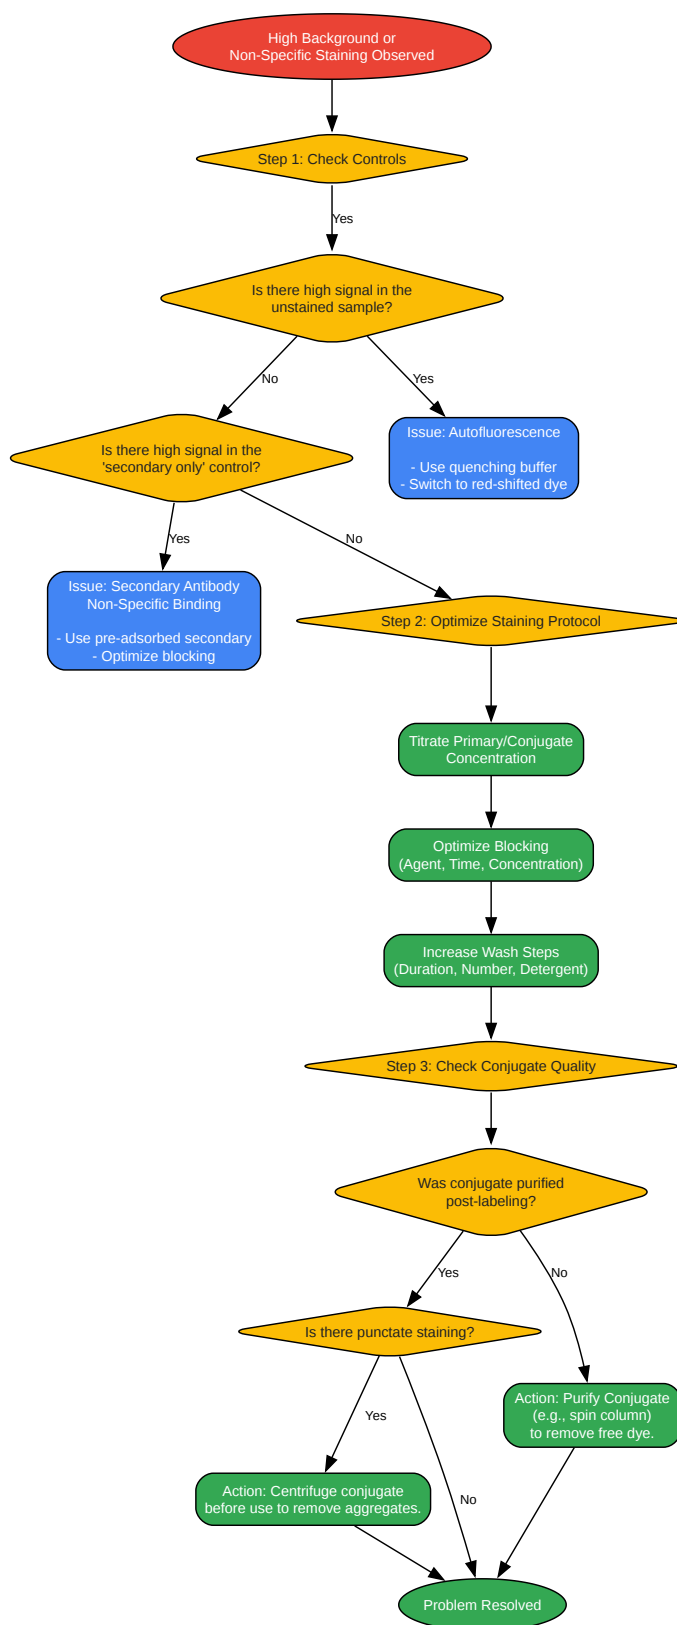 High Background or
Non-Specific Staining Observed
Step 1: Check Controls
Yes
Is there high signal in the
unstained sample?
No
Yes
Is there high signal in the
'secondary only' control?
Issue: Autofluorescence
- Use quenching buffer
- Switch to red-shifted dye
Yes
No
Issue: Secondary Antibody
Non-Specific Binding
- Use pre-adsorbed secondary
- Optimize blocking
Step 2: Optimize Staining Protocol
Titrate Primary/Conjugate
Concentration
Optimize Blocking
(Agent, Time, Concentration)
Increase Wash Steps
(Duration, Number, Detergent)
Step 3: Check Conjugate Quality
Was conjugate purified
post-labeling?
Yes
No
Is there punctate staining?
Action: Purify Conjugate
(e.g., spin column)
to remove free dye.
Yes
Action: Centrifuge conjugate
before use to remove aggregates.
No
Problem Resolved